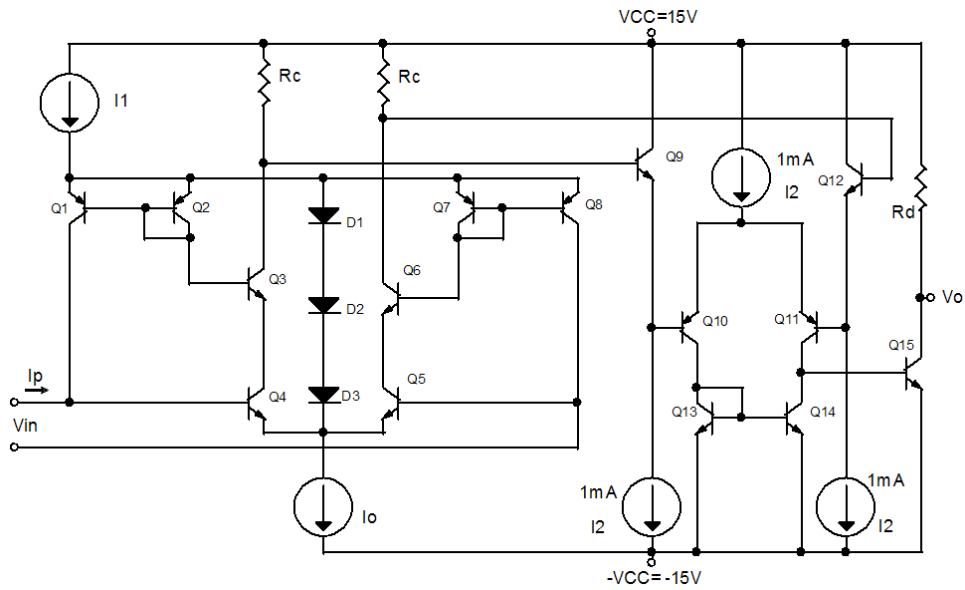 VCC=15V
I1
Rc
Rc
Q9
1mA
I2
Q12
Rd
Q1
Q2
D1
Q7
Q8
Q3
Q6
D2
Q10
Q11
Vo
Q15
Ip
Q4
D3
Q5
Q13
Q14
Vin
Io
1mA
I2
1mA
I2
-VCC=-15V